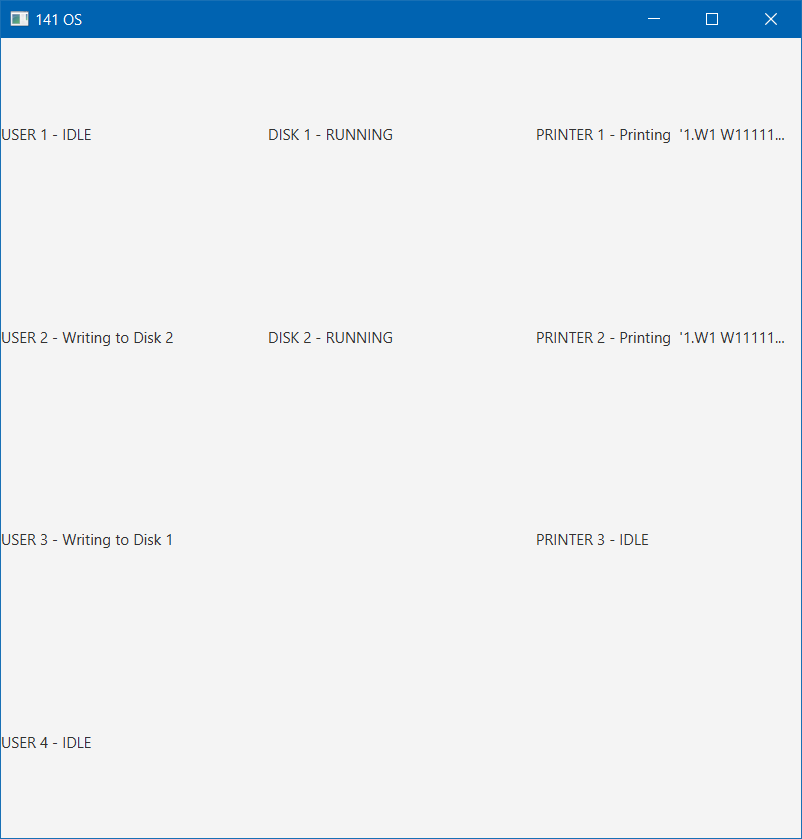 141 OS
USER 1 - IDLE
DISK 1 - RUNNING
PRINTER 1 - Printing  '1.W1 W11111...
USER 2 - Writing to Disk 2
DISK 2 - RUNNING
PRINTER 2 - Printing  '1.W1 W11111...
USER 3 - Writing to Disk 1
PRINTER 3 - IDLE
USER 4 - IDLE